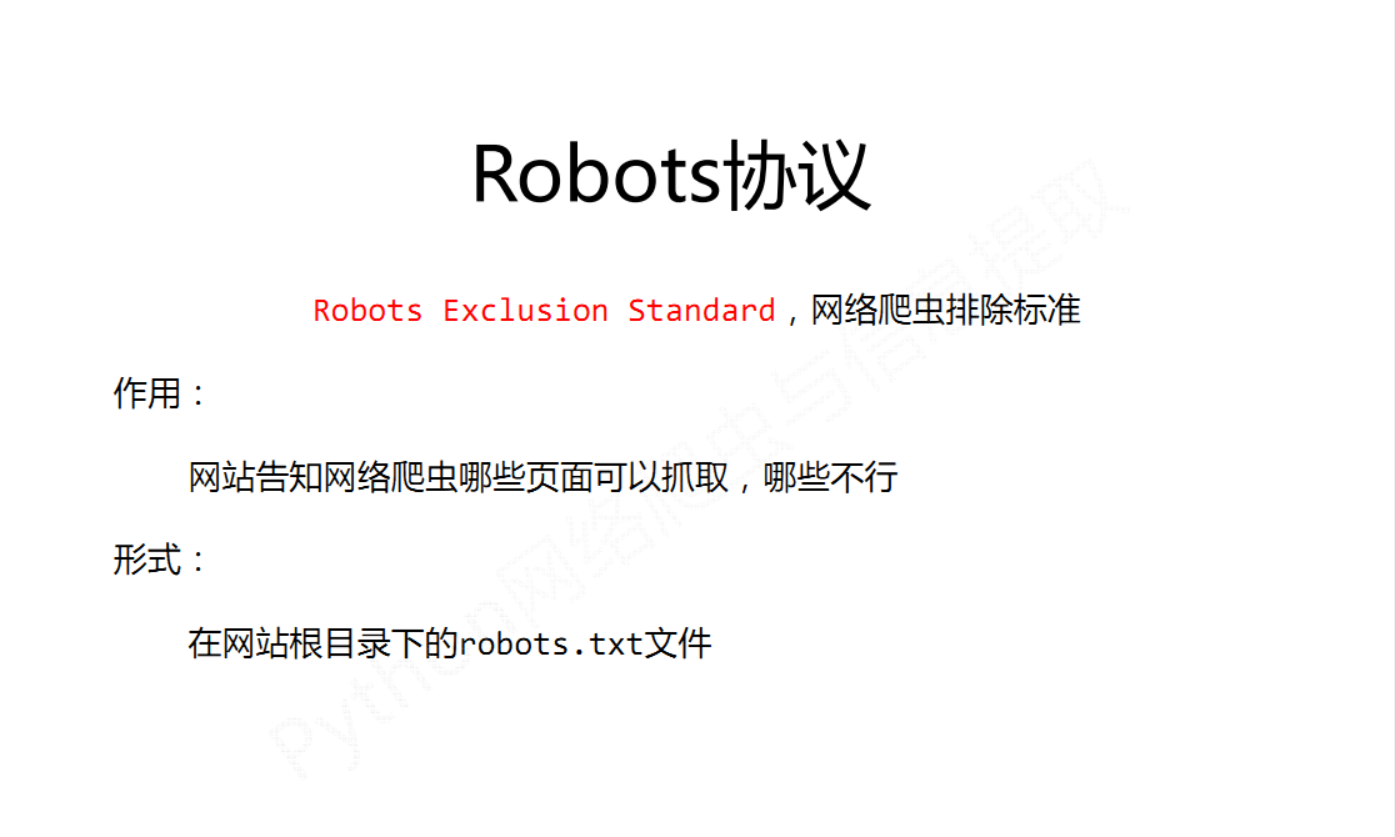 Robots协议
Robots Exclusion Standard，网络爬虫排除标准
作用：
网站告知网络爬虫哪些页面可以抓取，哪些不行
形式：
在网站根目录下的robots.txt文件
Python网络爬虫与信息提取